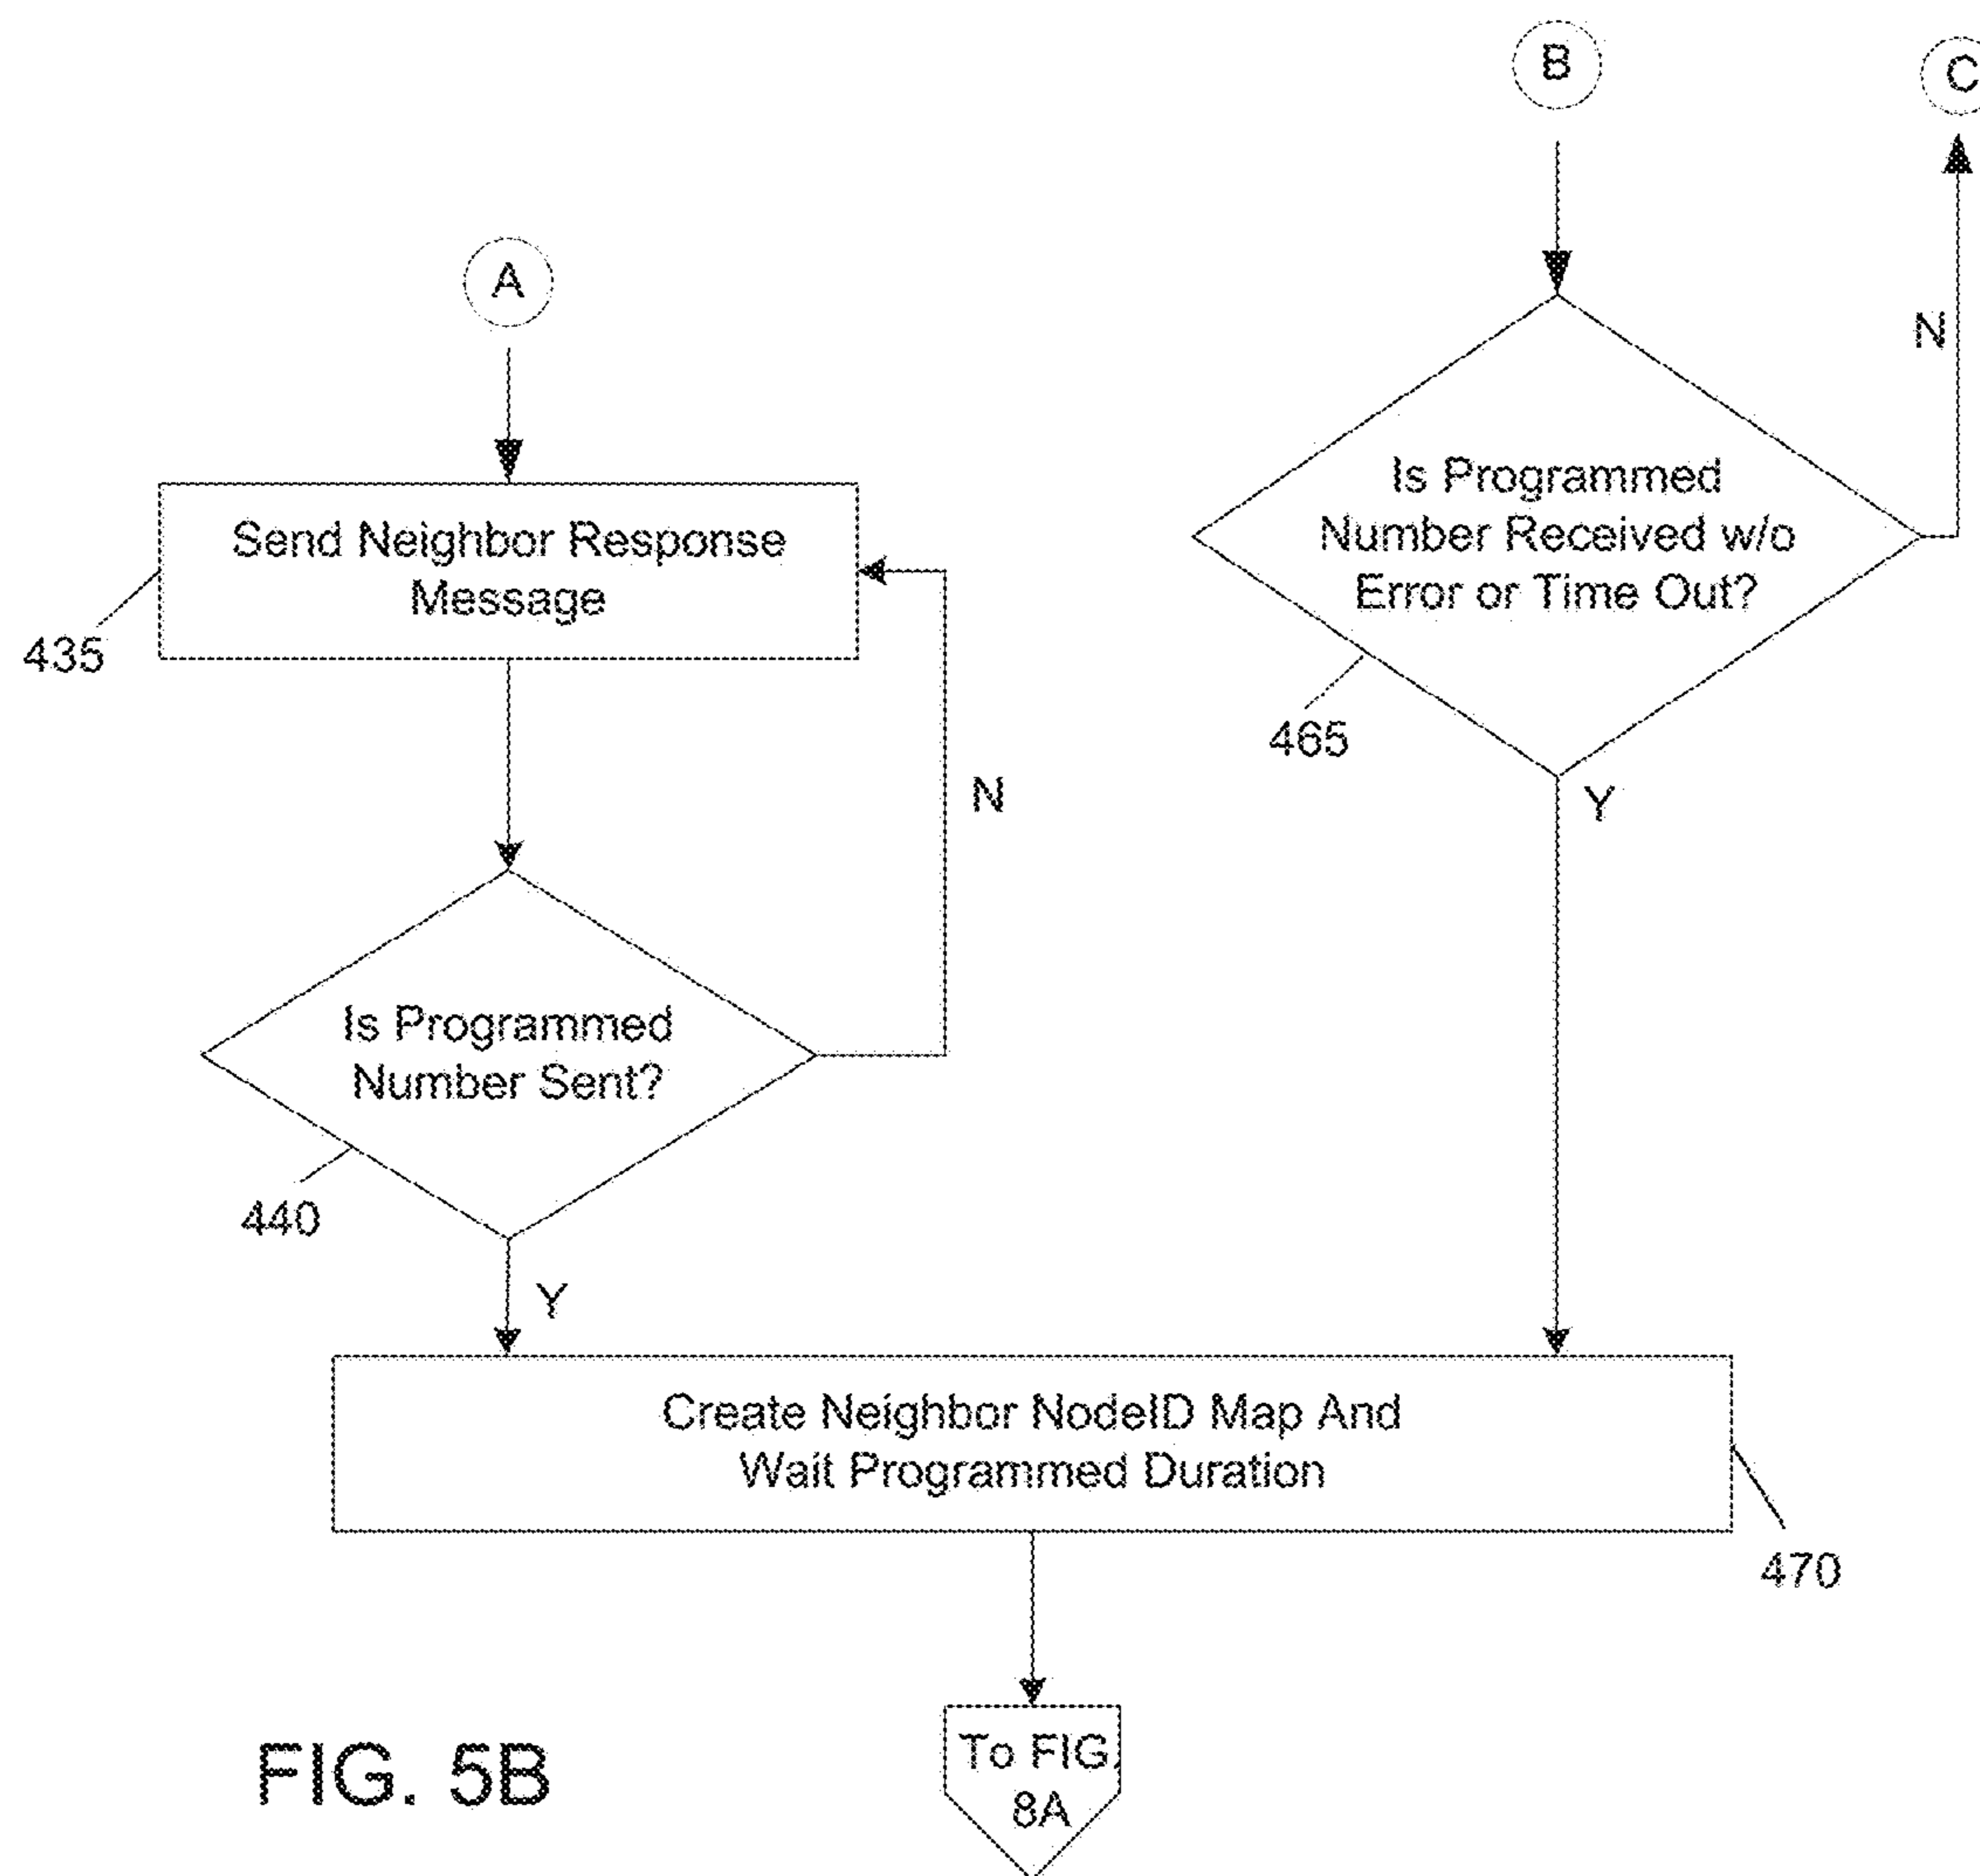 B
C
A
N
Is Programmed
Number Received w/o
Error or Time Out?
Send Neighbor Response
Message
435
465
N
Y
Is Programmed
Number Sent?
440
Y
Create Neighbor NodeID Map And
Wait Programmed Duration
470
To FIG.
8A
FIG. 5B